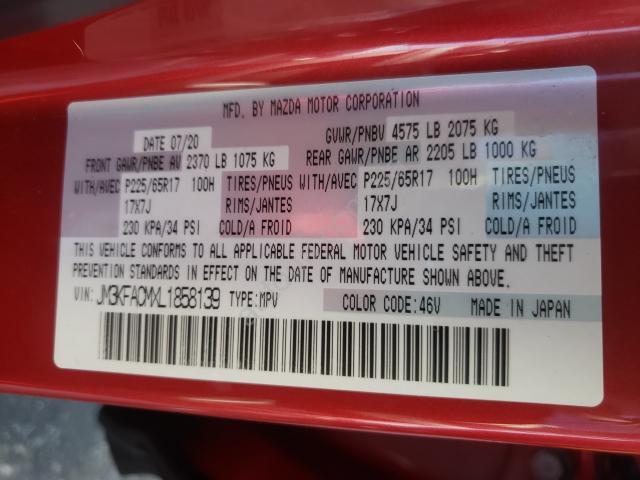 MFD. BY MAZDA MOTOR CORPORATION
DATE 07/20 GVWR/PNBV 4575 LB 2075 KG
FRONT GAWR/PNBE AV 2370 LB 1075 KG REAR GAWR/PNBE AR 2205 LB 1000 KG
WITH/AVEC P225/65R17 100H TIRES/PNEUS WITH/AVEC P225/65R17 100H TIRES/PNEUS
17X7J RIMS/JANTES 17X7J RIMS/JANTES
230 KPA/34 PSI COLD/A FROID 230 KPA/34 PSI COLD/A FROID
THIS VEHICLE CONFORMS TO ALL APPLICABLE FEDERAL MOTOR VEHICLE SAFETY AND THEFT
PREVENTION STANDARDS IN EFFECT ON THE DATE OF MANUFACTURE SHOWN ABOVE.
VIN: TYPE:MPV COLOR CODE:46V MADE IN JAPAN